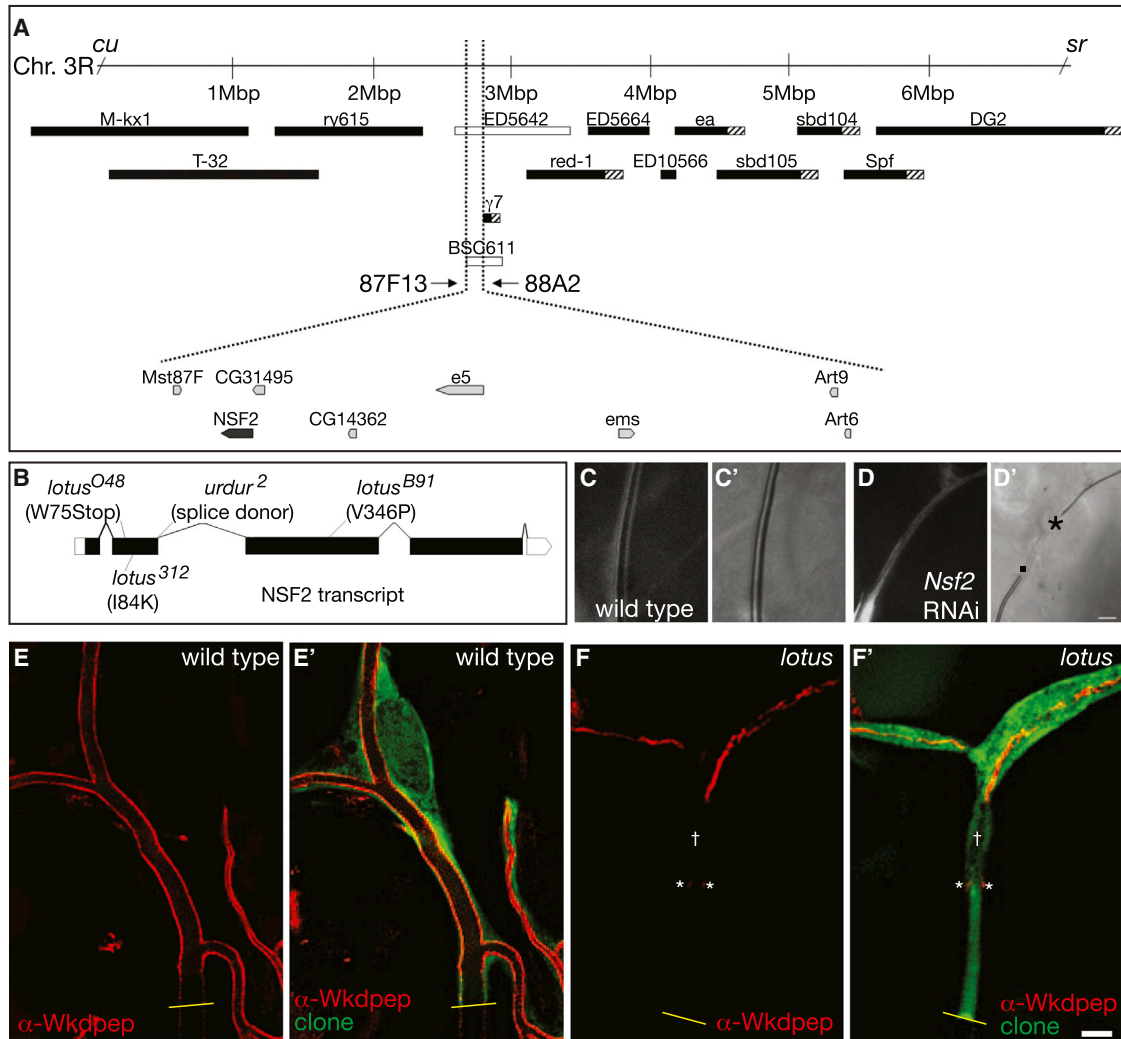 A
cu
sr
Chr. 3R
1Mbp 2Mbp 3Mbp 4Mbp 5Mbp 6Mbp
M-kx1 ry615 ED5642 ED5664 ea sbd104 DG2
T-32 red-1 ED10566 sbd105 Spf
γ7
BSC611
87F13 88A2
Mst87F CG31495 e5 Art9
NSF2 CG14362 ems Art6
B
lotus^O48 urdur^2 lotus^B91
(W75Stop) (splice donor) (V346P)
lotus^312
(I84K)
NSF2 transcript
C
wild type
C'
D
Nsf2
RNAi
D'
*
E wild type
α-Wkdpep
E' wild type
α-Wkdpep
clone
F lotus
†
* *
α-Wkdpep
F' lotus
†
* *
α-Wkdpep
clone